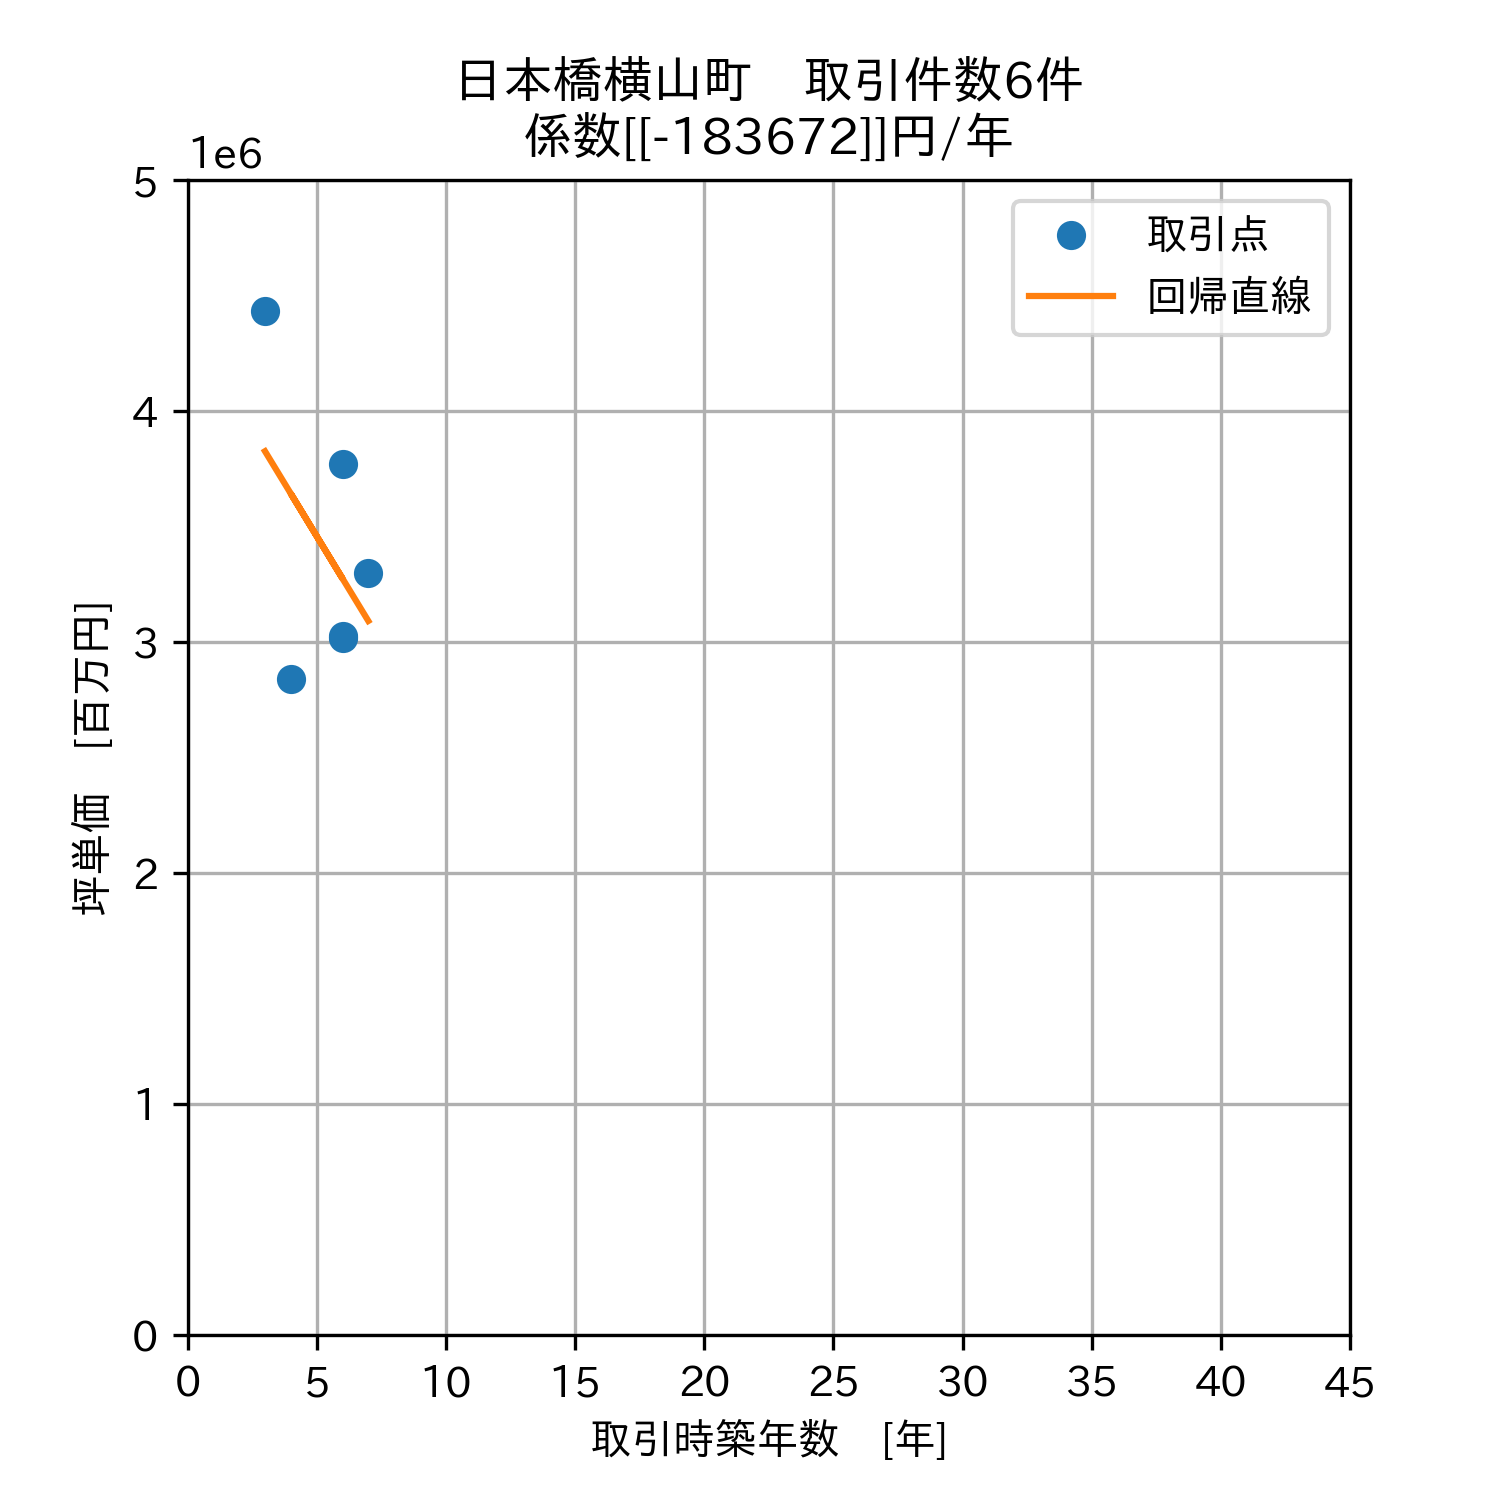 日本橋横山町　取引件数6件
係数[[-183672]]円/年
1e6
取引点
回帰直線
5
4
3
2
1
0
坪単価　[百万円]
0 5 10 15 20 25 30 35 40 45
取引時築年数　[年]